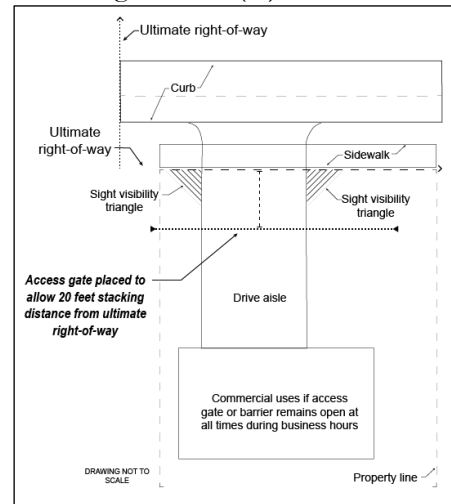 Ultimate right-of-way
Curb
Ultimate
right-of-way
Sidewalk
Sight visibility
triangle
Sight visibility
triangle
Access gate placed to
allow 20 feet stacking
distance from ultimate
right-of-way
Drive aisle
Commercial uses if access
gate or barrier remains open at
all times during business hours
DRAWING NOT TO
SCALE
Property line